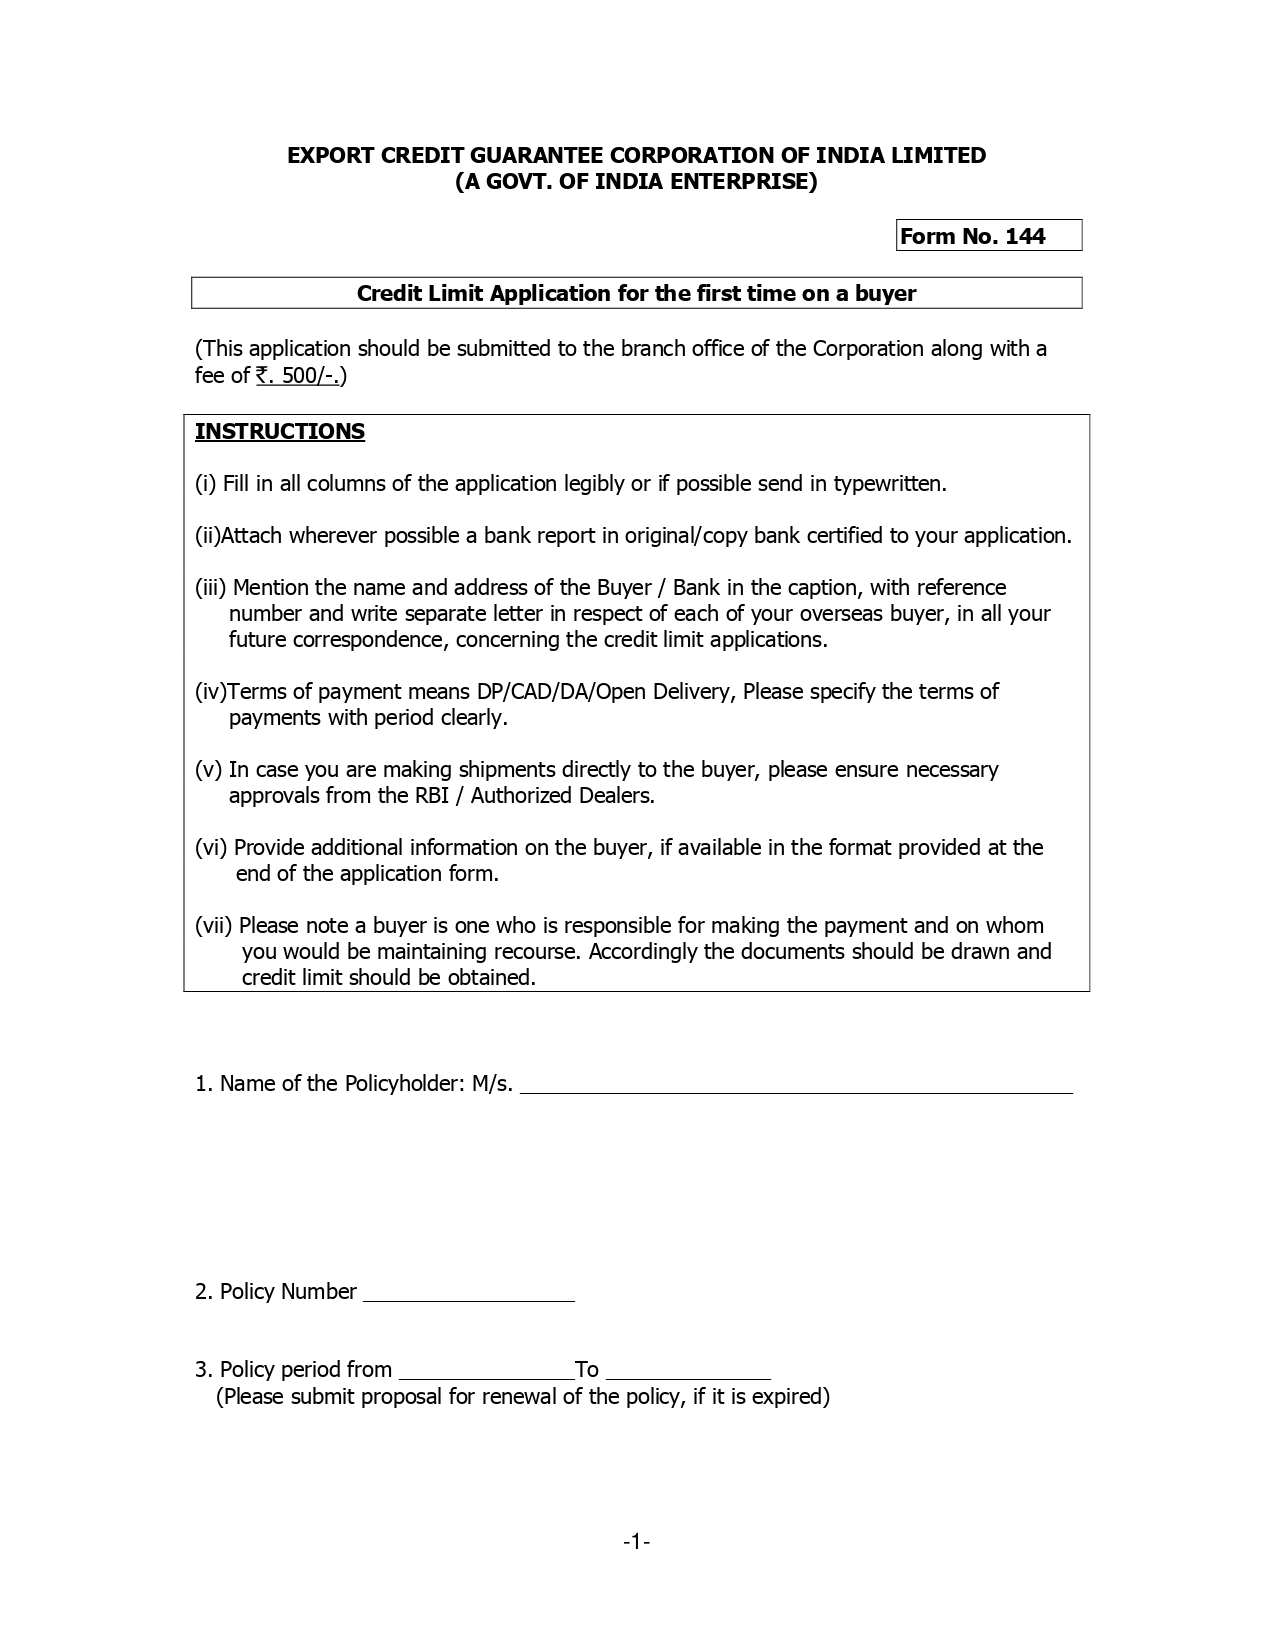 EXPORT CREDIT GUARANTEE CORPORATION OF INDIA LIMITED
(A GOVT. OF INDIA ENTERPRISE)
Form No. 144
Credit Limit Application for the first time on a buyer
(This application should be submitted to the branch office of the Corporation along with a
fee of ₹. 500/-.)
INSTRUCTIONS
(i) Fill in all columns of the application legibly or if possible send in typewritten.
(ii)Attach wherever possible a bank report in original/copy bank certified to your application.
(iii) Mention the name and address of the Buyer / Bank in the caption, with reference
number and write separate letter in respect of each of your overseas buyer, in all your
future correspondence, concerning the credit limit applications.
(iv)Terms of payment means DP/CAD/DA/Open Delivery, Please specify the terms of
payments with period clearly.
(v) In case you are making shipments directly to the buyer, please ensure necessary
approvals from the RBI / Authorized Dealers.
(vi) Provide additional information on the buyer, if available in the format provided at the
end of the application form.
(vii) Please note a buyer is one who is responsible for making the payment and on whom
you would be maintaining recourse. Accordingly the documents should be drawn and
credit limit should be obtained.
1. Name of the Policyholder: M/s. _______________________________________________
2. Policy Number __________________
3. Policy period from _______________To ______________
(Please submit proposal for renewal of the policy, if it is expired)
-1-